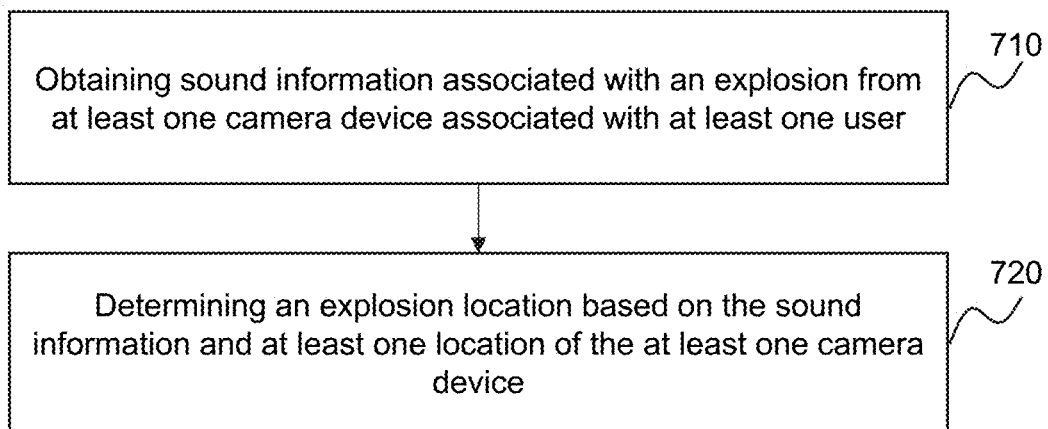 710
Obtaining sound information associated with an explosion from
at least one camera device associated with at least one user
720
Determining an explosion location based on the sound
information and at least one location of the at least one camera
device